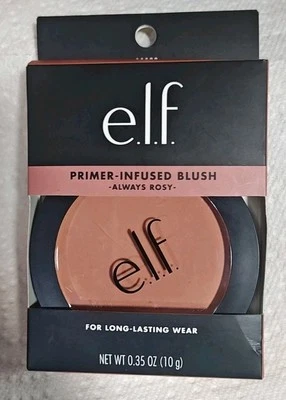 e.l.f.
PRIMER-INFUSED BLUSH
-ALWAYS ROSY-
e.l.f.
FOR LONG-LASTING WEAR
NET WT 0.35 OZ (10 g)